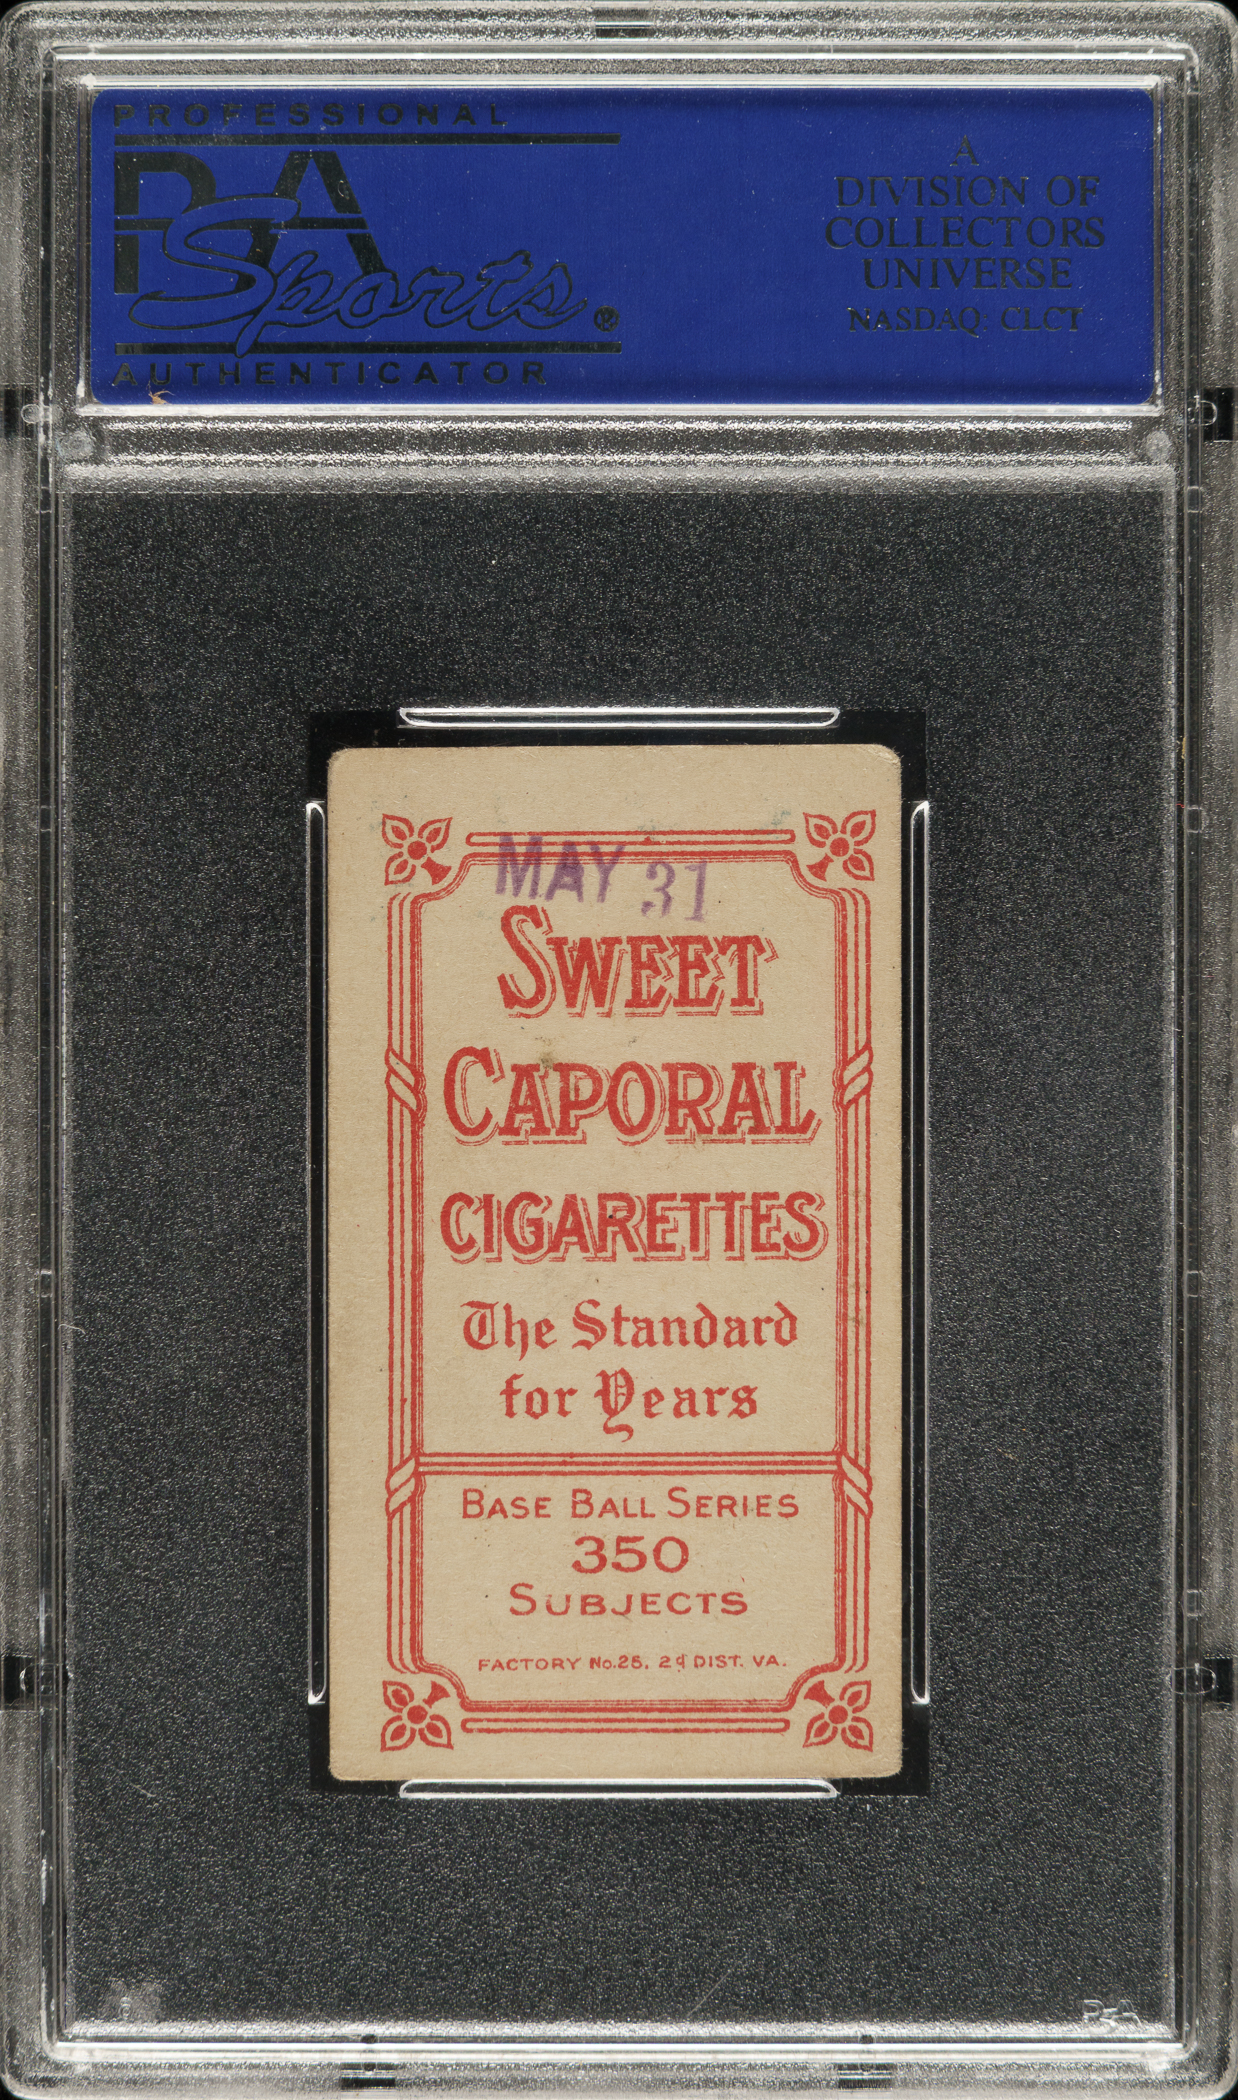 PROFESSIONAL
PSA
Sports®
AUTHENTICATOR
A
DIVISION OF
COLLECTORS
UNIVERSE
NASDAQ: CLCT
MAY 31
SWEET
CAPORAL
CIGARETTES
The Standard
for Years
BASE BALL SERIES
350
SUBJECTS
FACTORY No.25, 2d DIST. VA.
PSA